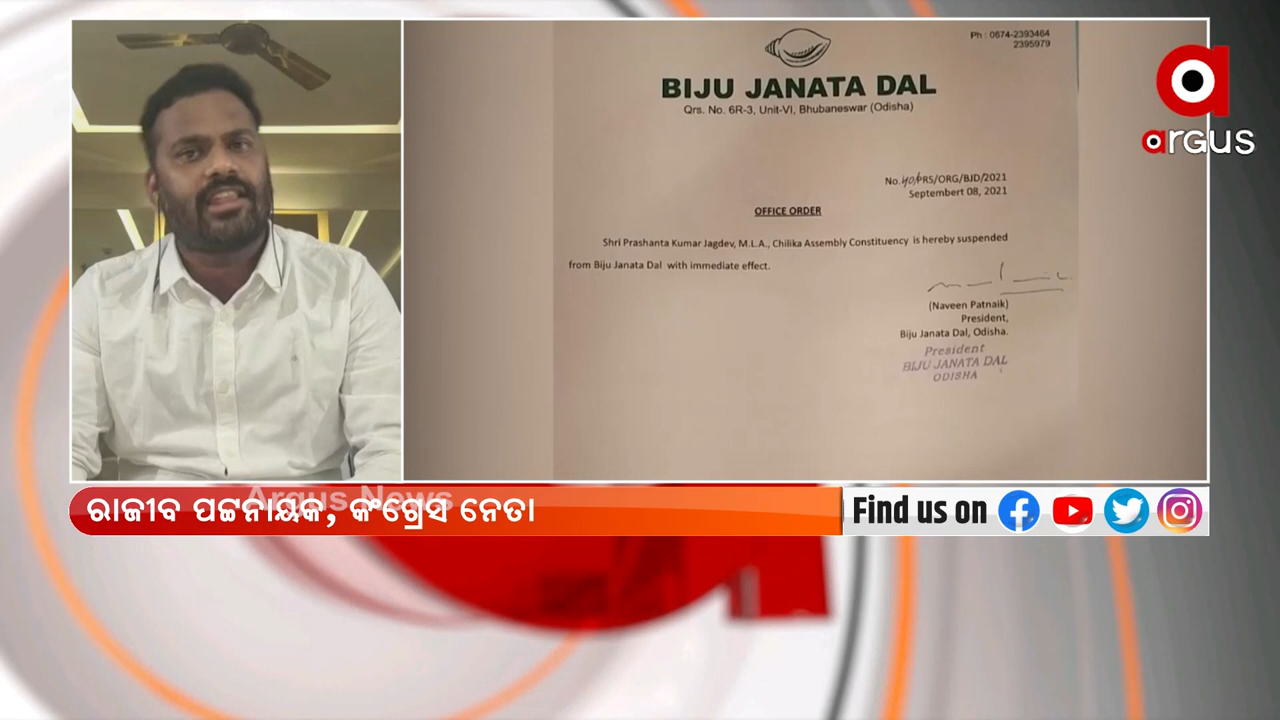 Ph : 0674-2393464
2395979
BIJU JANATA DAL
Qrs. No. 6R-3, Unit-VI, Bhubaneswar (Odisha)
No. 401/PRS/ORG/BJD/2021
Septembert 08, 2021
OFFICE ORDER
Shri Prashanta Kumar Jagdev, M.L.A., Chilika Assembly Constituency is hereby suspended
from Biju Janata Dal with immediate effect.
(Naveen Patnaik)
President,
Biju Janata Dal, Odisha.
President
BIJU JANATA DAL
ODISHA
argus
Argus News
ରାଜୀବ ପଟ୍ଟନାୟକ, କଂଗ୍ରେସ ନେତା
Find us on